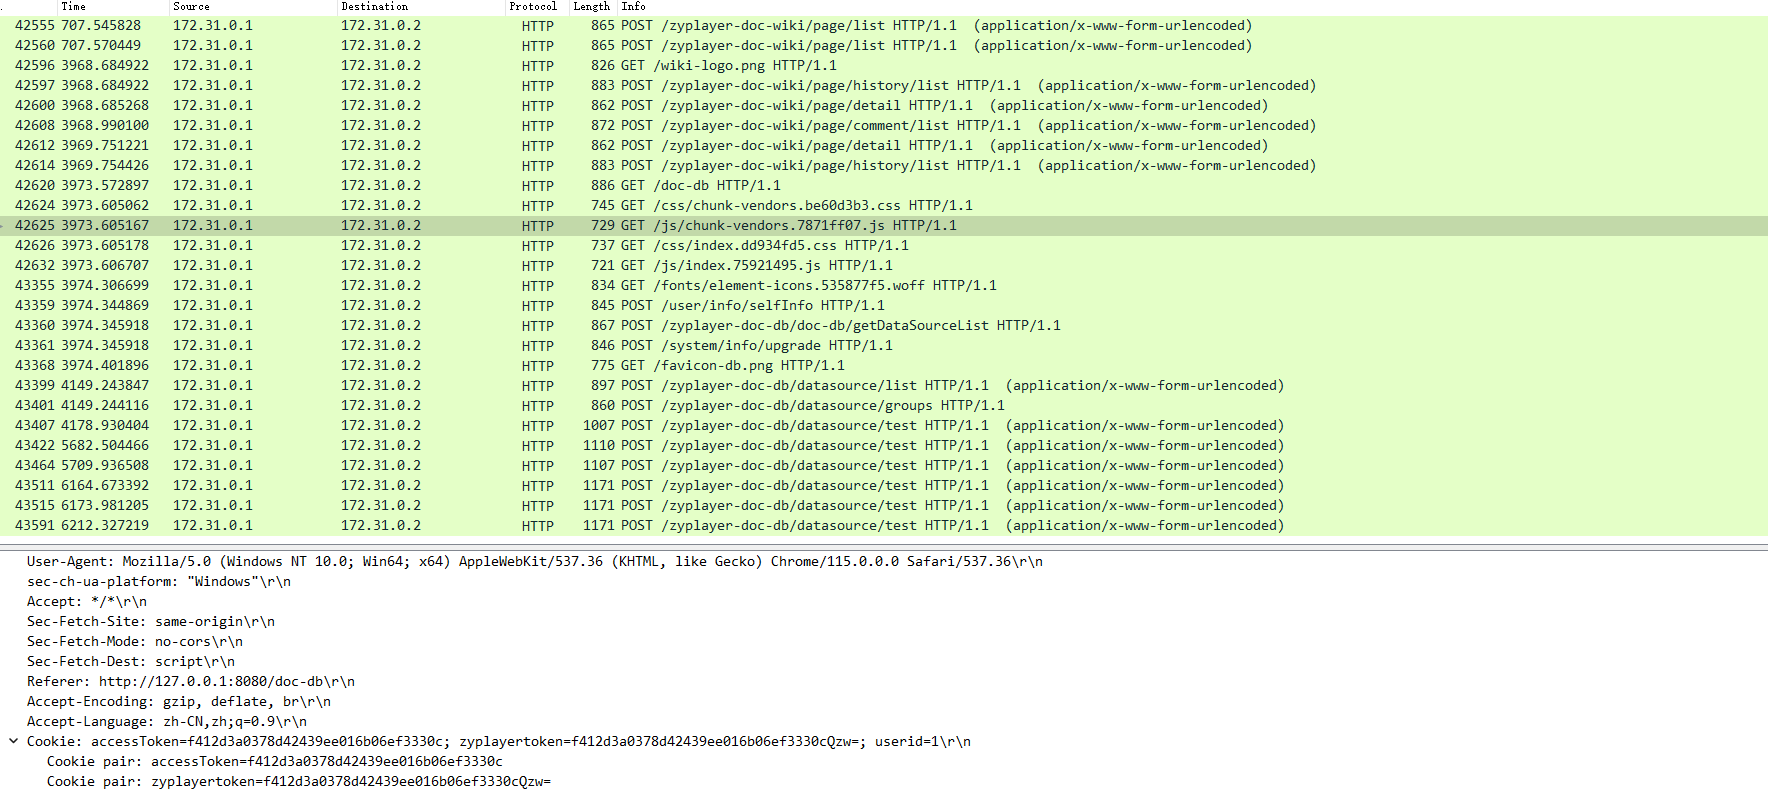 . Time Source Destination Protocol Length Info
42555 707.545828 172.31.0.1 172.31.0.2 HTTP 865 POST /zyplayer-doc-wiki/page/list HTTP/1.1  (application/x-www-form-urlencoded)
42560 707.570449 172.31.0.1 172.31.0.2 HTTP 865 POST /zyplayer-doc-wiki/page/list HTTP/1.1  (application/x-www-form-urlencoded)
42596 3968.684922 172.31.0.1 172.31.0.2 HTTP 826 GET /wiki-logo.png HTTP/1.1
42597 3968.684922 172.31.0.1 172.31.0.2 HTTP 883 POST /zyplayer-doc-wiki/page/history/list HTTP/1.1  (application/x-www-form-urlencoded)
42600 3968.685268 172.31.0.1 172.31.0.2 HTTP 862 POST /zyplayer-doc-wiki/page/detail HTTP/1.1  (application/x-www-form-urlencoded)
42608 3968.990100 172.31.0.1 172.31.0.2 HTTP 872 POST /zyplayer-doc-wiki/page/comment/list HTTP/1.1  (application/x-www-form-urlencoded)
42612 3969.751221 172.31.0.1 172.31.0.2 HTTP 862 POST /zyplayer-doc-wiki/page/detail HTTP/1.1  (application/x-www-form-urlencoded)
42614 3969.754426 172.31.0.1 172.31.0.2 HTTP 883 POST /zyplayer-doc-wiki/page/history/list HTTP/1.1  (application/x-www-form-urlencoded)
42620 3973.572897 172.31.0.1 172.31.0.2 HTTP 886 GET /doc-db HTTP/1.1
42624 3973.605062 172.31.0.1 172.31.0.2 HTTP 745 GET /css/chunk-vendors.be60d3b3.css HTTP/1.1
42625 3973.605167 172.31.0.1 172.31.0.2 HTTP 729 GET /js/chunk-vendors.7871ff07.js HTTP/1.1
42626 3973.605178 172.31.0.1 172.31.0.2 HTTP 737 GET /css/index.dd934fd5.css HTTP/1.1
42632 3973.606707 172.31.0.1 172.31.0.2 HTTP 721 GET /js/index.75921495.js HTTP/1.1
43355 3974.306699 172.31.0.1 172.31.0.2 HTTP 834 GET /fonts/element-icons.535877f5.woff HTTP/1.1
43359 3974.344869 172.31.0.1 172.31.0.2 HTTP 845 POST /user/info/selfInfo HTTP/1.1
43360 3974.345918 172.31.0.1 172.31.0.2 HTTP 867 POST /zyplayer-doc-db/doc-db/getDataSourceList HTTP/1.1
43361 3974.345918 172.31.0.1 172.31.0.2 HTTP 846 POST /system/info/upgrade HTTP/1.1
43368 3974.401896 172.31.0.1 172.31.0.2 HTTP 775 GET /favicon-db.png HTTP/1.1
43399 4149.243847 172.31.0.1 172.31.0.2 HTTP 897 POST /zyplayer-doc-db/datasource/list HTTP/1.1  (application/x-www-form-urlencoded)
43401 4149.244116 172.31.0.1 172.31.0.2 HTTP 860 POST /zyplayer-doc-db/datasource/groups HTTP/1.1
43407 4178.930404 172.31.0.1 172.31.0.2 HTTP 1007 POST /zyplayer-doc-db/datasource/test HTTP/1.1  (application/x-www-form-urlencoded)
43422 5682.504466 172.31.0.1 172.31.0.2 HTTP 1110 POST /zyplayer-doc-db/datasource/test HTTP/1.1  (application/x-www-form-urlencoded)
43464 5709.936508 172.31.0.1 172.31.0.2 HTTP 1107 POST /zyplayer-doc-db/datasource/test HTTP/1.1  (application/x-www-form-urlencoded)
43511 6164.673392 172.31.0.1 172.31.0.2 HTTP 1171 POST /zyplayer-doc-db/datasource/test HTTP/1.1  (application/x-www-form-urlencoded)
43515 6173.981205 172.31.0.1 172.31.0.2 HTTP 1171 POST /zyplayer-doc-db/datasource/test HTTP/1.1  (application/x-www-form-urlencoded)
43591 6212.327219 172.31.0.1 172.31.0.2 HTTP 1171 POST /zyplayer-doc-db/datasource/test HTTP/1.1  (application/x-www-form-urlencoded)
User-Agent: Mozilla/5.0 (Windows NT 10.0; Win64; x64) AppleWebKit/537.36 (KHTML, like Gecko) Chrome/115.0.0.0 Safari/537.36\r\n
sec-ch-ua-platform: "Windows"\r\n
Accept: */*\r\n
Sec-Fetch-Site: same-origin\r\n
Sec-Fetch-Mode: no-cors\r\n
Sec-Fetch-Dest: script\r\n
Referer: http://127.0.0.1:8080/doc-db\r\n
Accept-Encoding: gzip, deflate, br\r\n
Accept-Language: zh-CN,zh;q=0.9\r\n
Cookie: accessToken=f412d3a0378d42439ee016b06ef3330c; zyplayertoken=f412d3a0378d42439ee016b06ef3330cQzw=; userid=1\r\n
Cookie pair: accessToken=f412d3a0378d42439ee016b06ef3330c
Cookie pair: zyplayertoken=f412d3a0378d42439ee016b06ef3330cQzw=